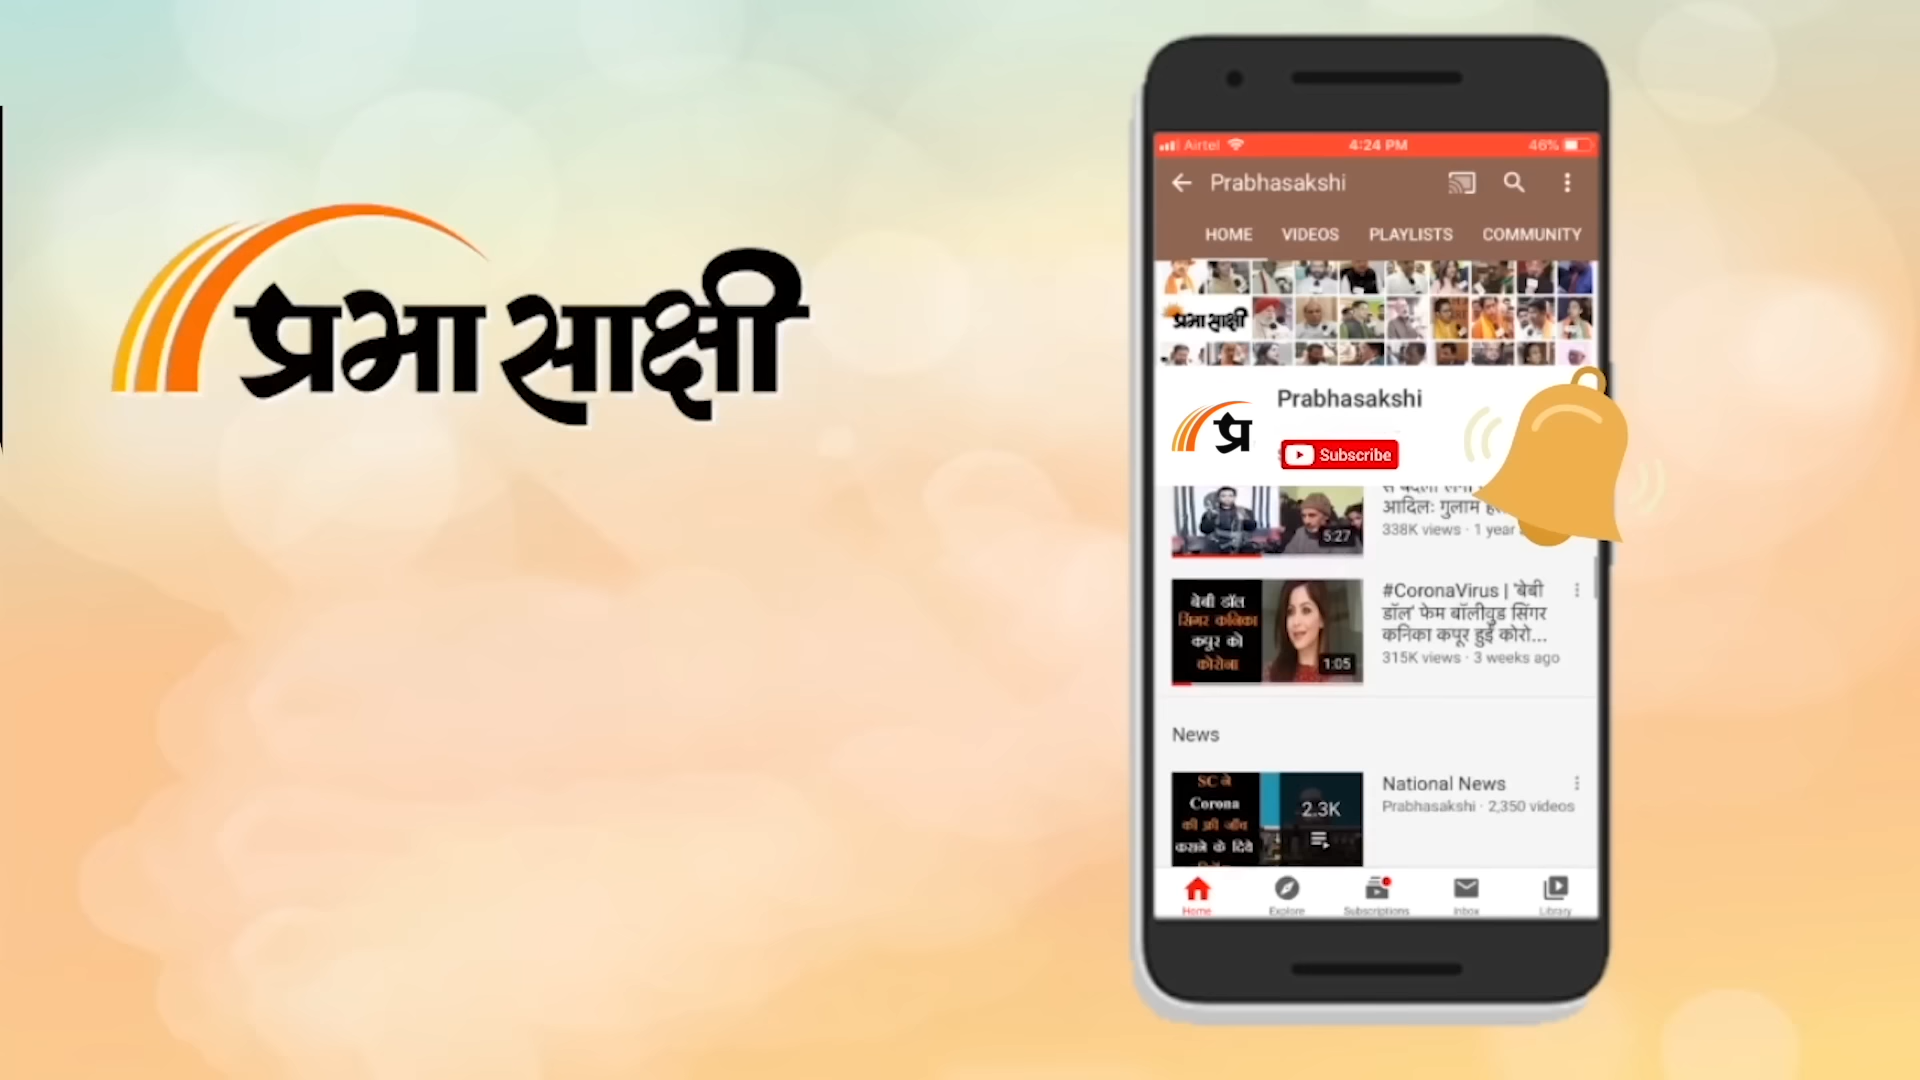 प्रभासाक्षी
Airtel
4:24 PM
46%
Prabhasakshi
HOME VIDEOS PLAYLISTS COMMUNITY
प्रभासाक्षी
Prabhasakshi
प्र
Subscribe
आदिलः गुलाम
338K views · 1 year
5:27
बेबी डॉल
सिंगर कनिका
कपूर को
कोरोना
1:05
#CoronaVirus | 'बेबी
डॉल' फेम बॉलीवुड सिंगर
कनिका कपूर हुईं कोरो...
315K views · 3 weeks ago
News
SC ने
Corona
की फ्री जाँच
कराने के दिये
2.3K
National News
Prabhasakshi · 2,350 videos
Home Explore Subscriptions Inbox Library